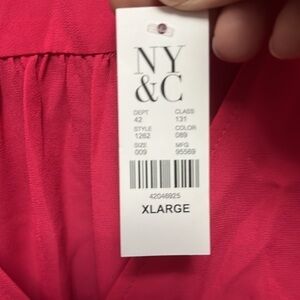 NY
&C
DEPT CLASS
42 131
STYLE COLOR
1262 089
SIZE MFG
009 95569
42046925
XLARGE